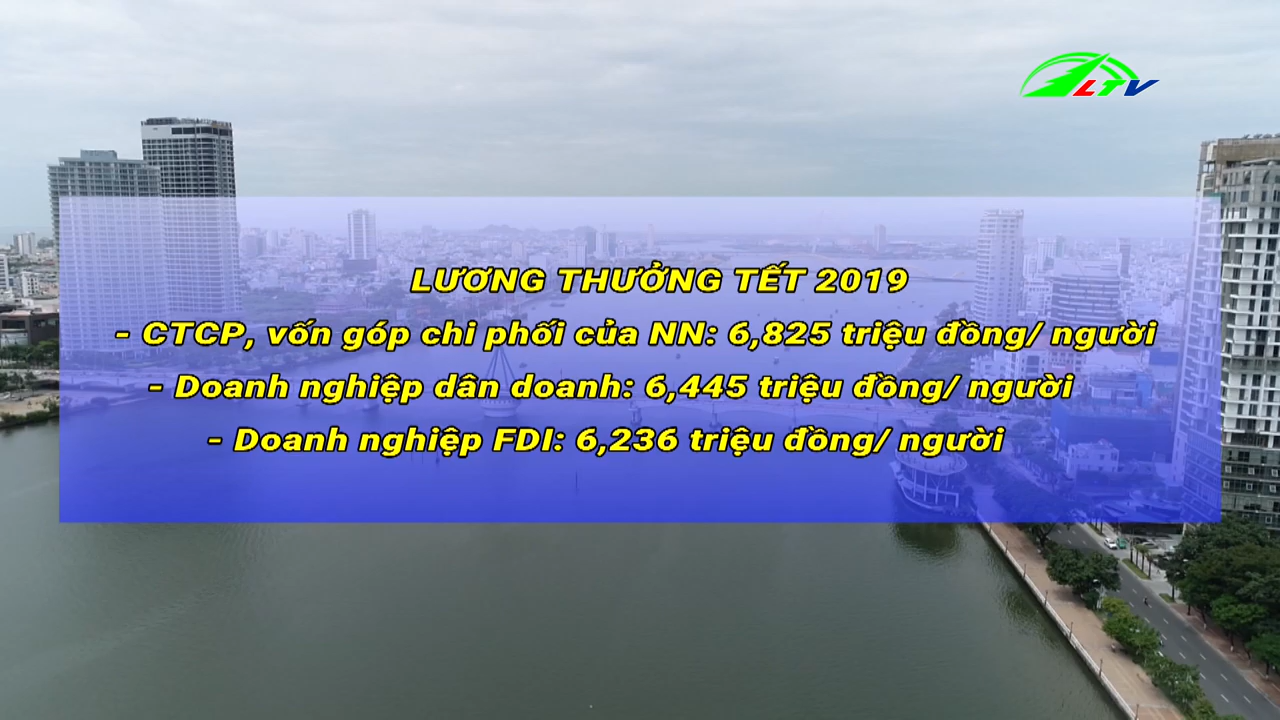 LTV
LƯƠNG THƯỞNG TẾT 2019
- CTCP, vốn góp chi phối của NN: 6,825 triệu đồng/ người
- Doanh nghiệp dân doanh: 6,445 triệu đồng/ người
- Doanh nghiệp FDI: 6,236 triệu đồng/ người